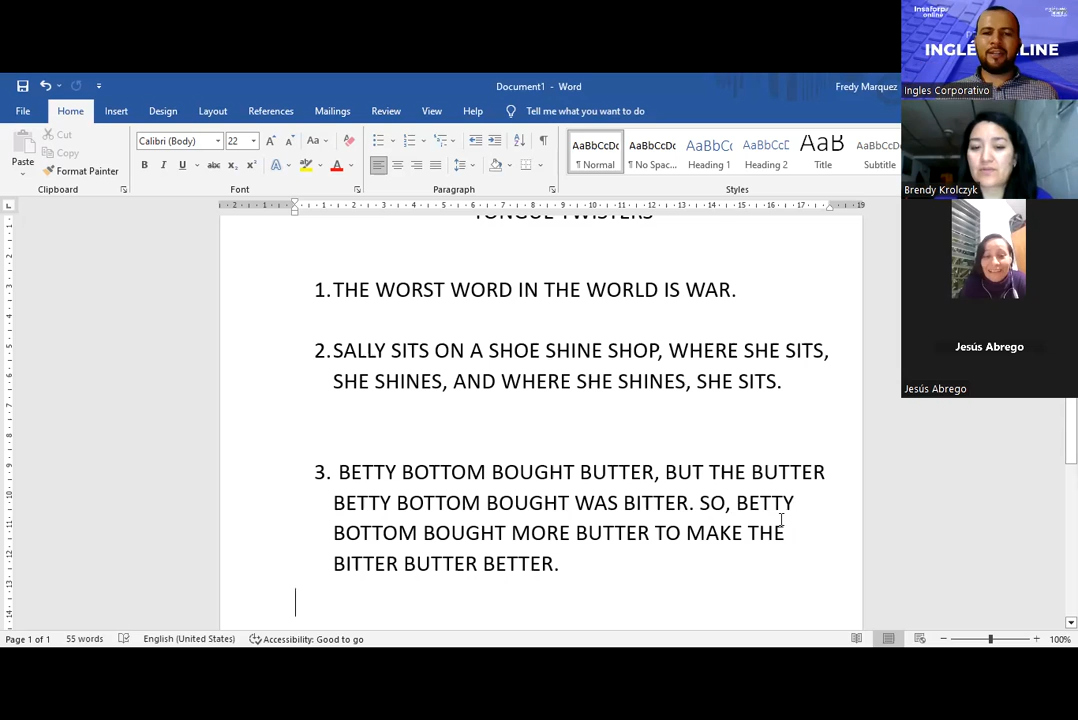 Insaforp
online
INGLÉS ONLINE
Ingles Corporativo
Document1 - Word
Fredy Marquez
File Home Insert Design Layout References Mailings Review View Help Tell me what you want to do
Paste
Cut
Copy
Format Painter
Calibri (Body) 22
AaBbCcDc AaBbCcDc AaBbCc AaBbCcC AaB AaBbCcD
¶ Normal ¶ No Spac... Heading 1 Heading 2 Title Subtitle
Clipboard Font Paragraph Styles
Brendy Krolczyk
TONGUE TWISTERS
1. THE WORST WORD IN THE WORLD IS WAR.
2. SALLY SITS ON A SHOE SHINE SHOP, WHERE SHE SITS,
SHE SHINES, AND WHERE SHE SHINES, SHE SITS.
Jesús Abrego
Jesús Abrego
3. BETTY BOTTOM BOUGHT BUTTER, BUT THE BUTTER
BETTY BOTTOM BOUGHT WAS BITTER. SO, BETTY
BOTTOM BOUGHT MORE BUTTER TO MAKE THE
BITTER BUTTER BETTER.
Page 1 of 1 55 words English (United States) Accessibility: Good to go 100%